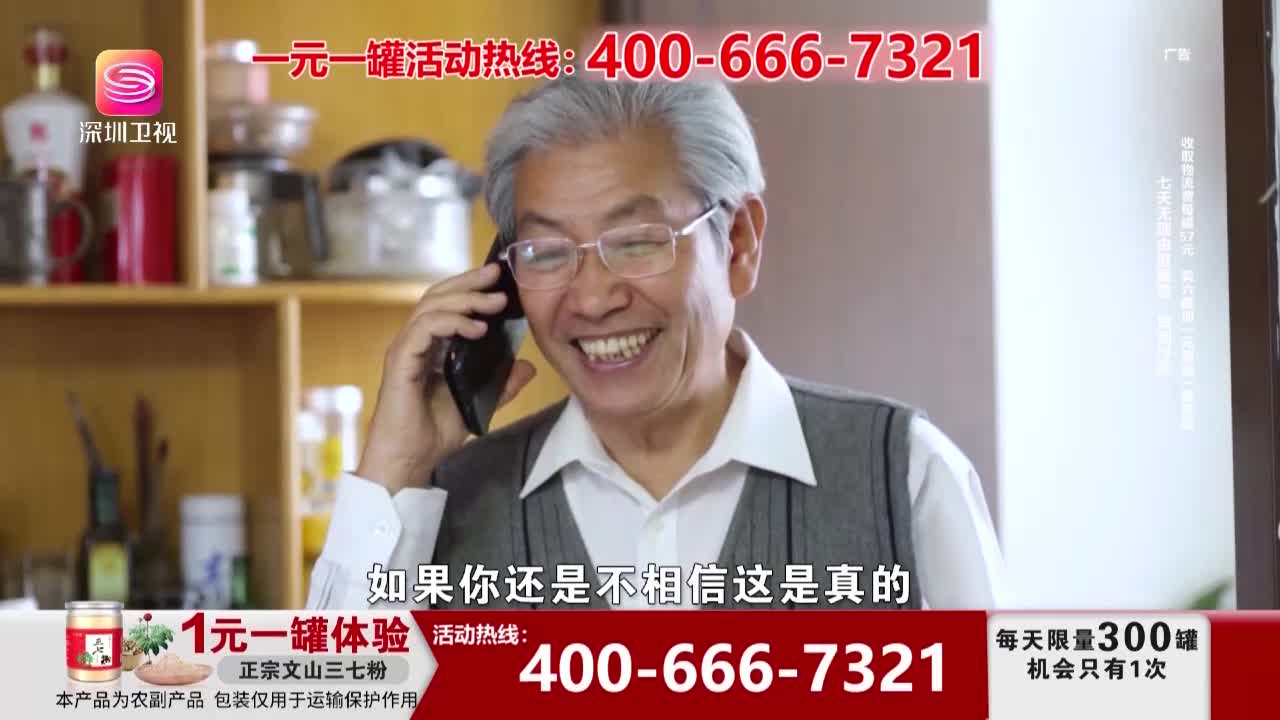 一元一罐活动热线：400-666-7321
广告
深圳卫视
如果你还是不相信这是真的
1元一罐体验
正宗文山三七粉
本产品为农副产品 包装仅用于运输保护作用
活动热线：
400-666-7321
每天限量300罐
机会只有1次